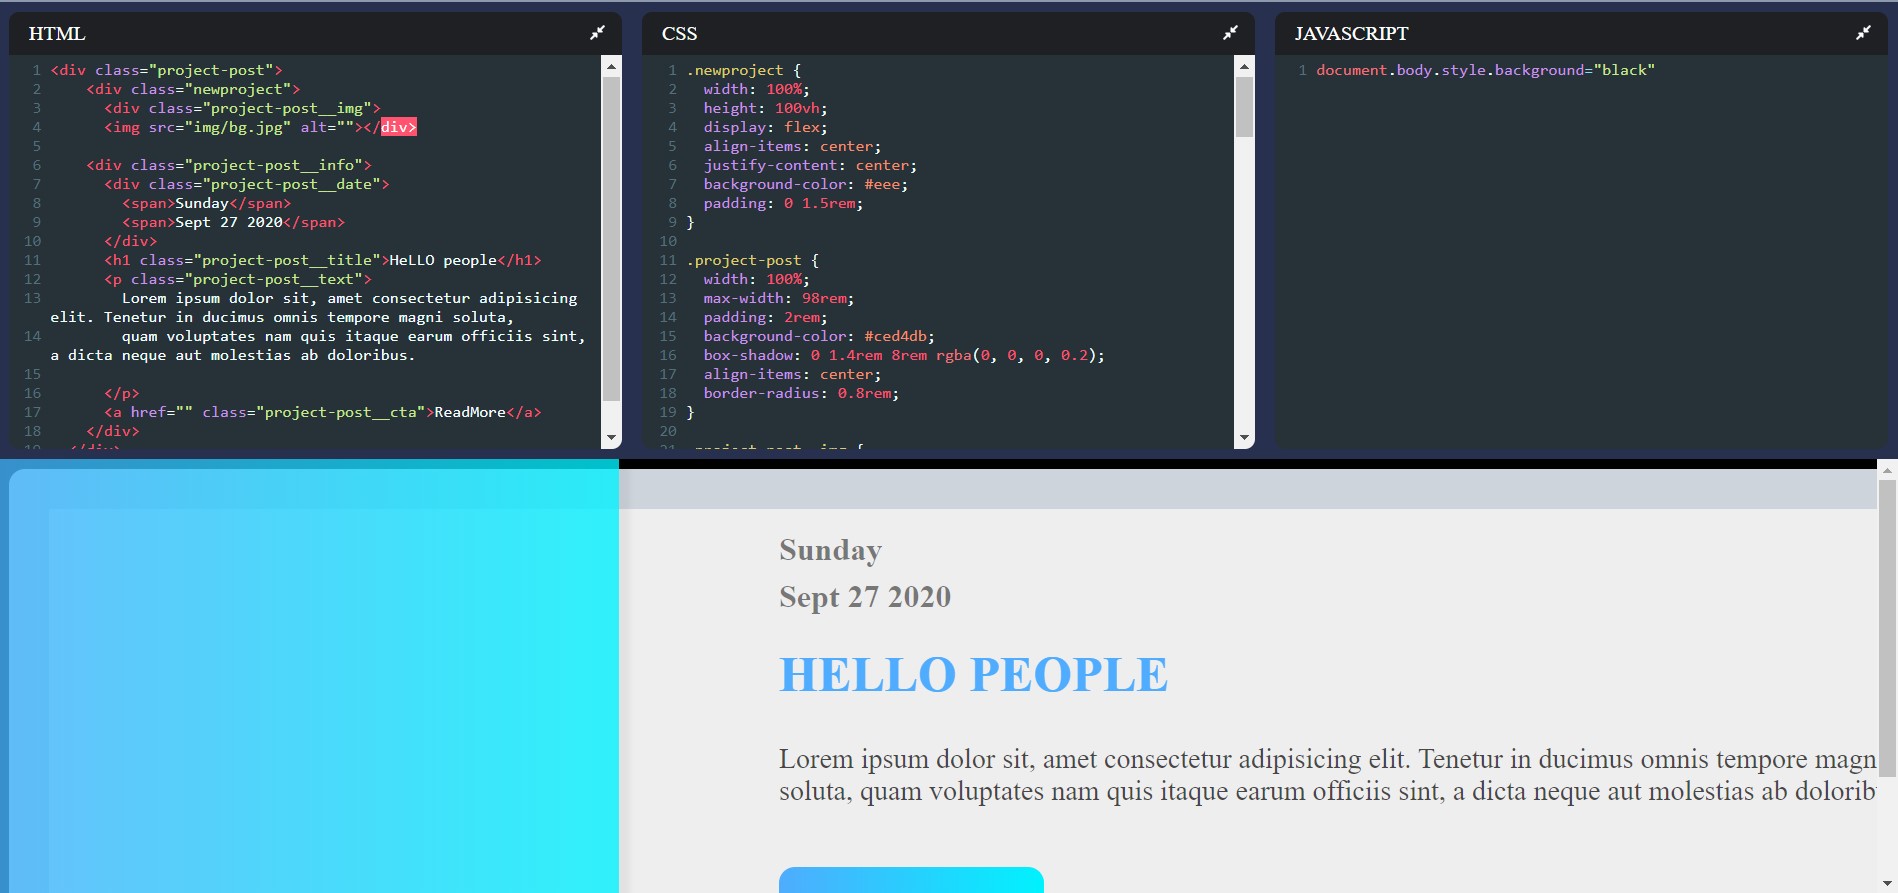 HTML
1 <div class="project-post">
2 <div class="newproject">
3 <div class="project-post__img">
4 <img src="img/bg.jpg" alt=""></div>
5
6 <div class="project-post__info">
7 <div class="project-post__date">
8 <span>Sunday</span>
9 <span>Sept 27 2020</span>
10 </div>
11 <h1 class="project-post__title">HeLLO people</h1>
12 <p class="project-post__text">
13 Lorem ipsum dolor sit, amet consectetur adipisicing
elit. Tenetur in ducimus omnis tempore magni soluta,
14 quam voluptates nam quis itaque earum officiis sint,
a dicta neque aut molestias ab doloribus.
15
16 </p>
17 <a href="" class="project-post__cta">ReadMore</a>
18 </div>
CSS
1 .newproject {
2 width: 100%;
3 height: 100vh;
4 display: flex;
5 align-items: center;
6 justify-content: center;
7 background-color: #eee;
8 padding: 0 1.5rem;
9 }
10
11 .project-post {
12 width: 100%;
13 max-width: 98rem;
14 padding: 2rem;
15 background-color: #ced4db;
16 box-shadow: 0 1.4rem 8rem rgba(0, 0, 0, 0.2);
17 align-items: center;
18 border-radius: 0.8rem;
19 }
20
JAVASCRIPT
1 document.body.style.background="black"
Sunday
Sept 27 2020
HELLO PEOPLE
Lorem ipsum dolor sit, amet consectetur adipisicing elit. Tenetur in ducimus omnis tempore magn
soluta, quam voluptates nam quis itaque earum officiis sint, a dicta neque aut molestias ab dolorib